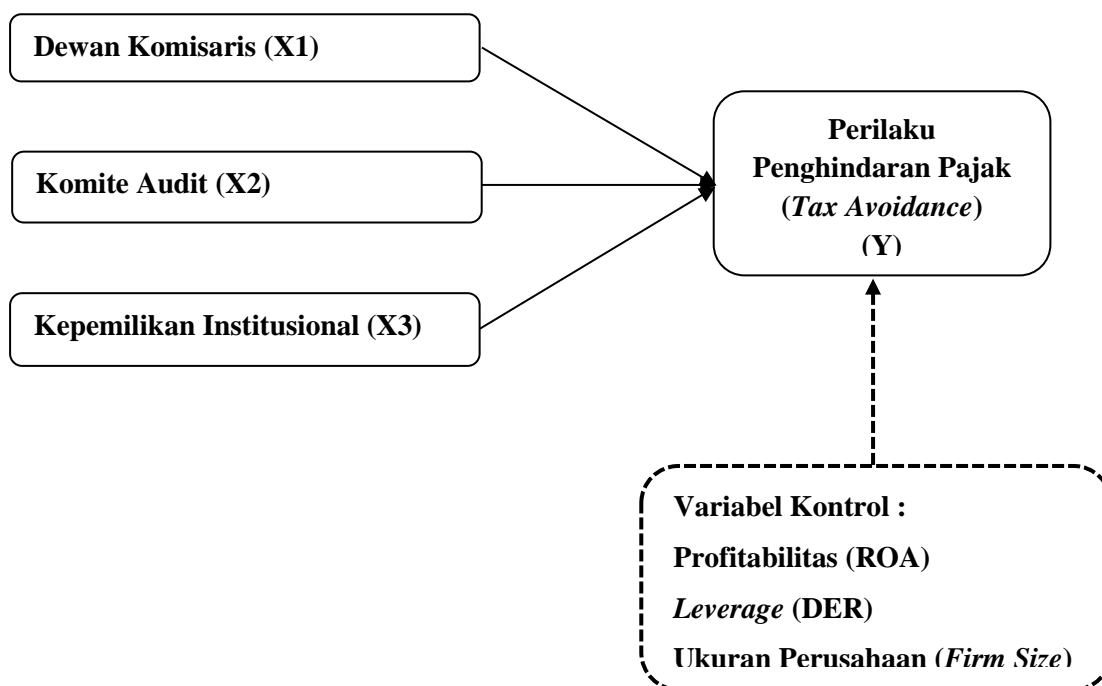 Dewan Komisaris (X1)
Komite Audit (X2)
Kepemilikan Institusional (X3)
Perilaku
Penghindaran Pajak
(Tax Avoidance)
(Y)
Variabel Kontrol :
Profitabilitas (ROA)
Leverage (DER)
Ukuran Perusahaan (Firm Size)